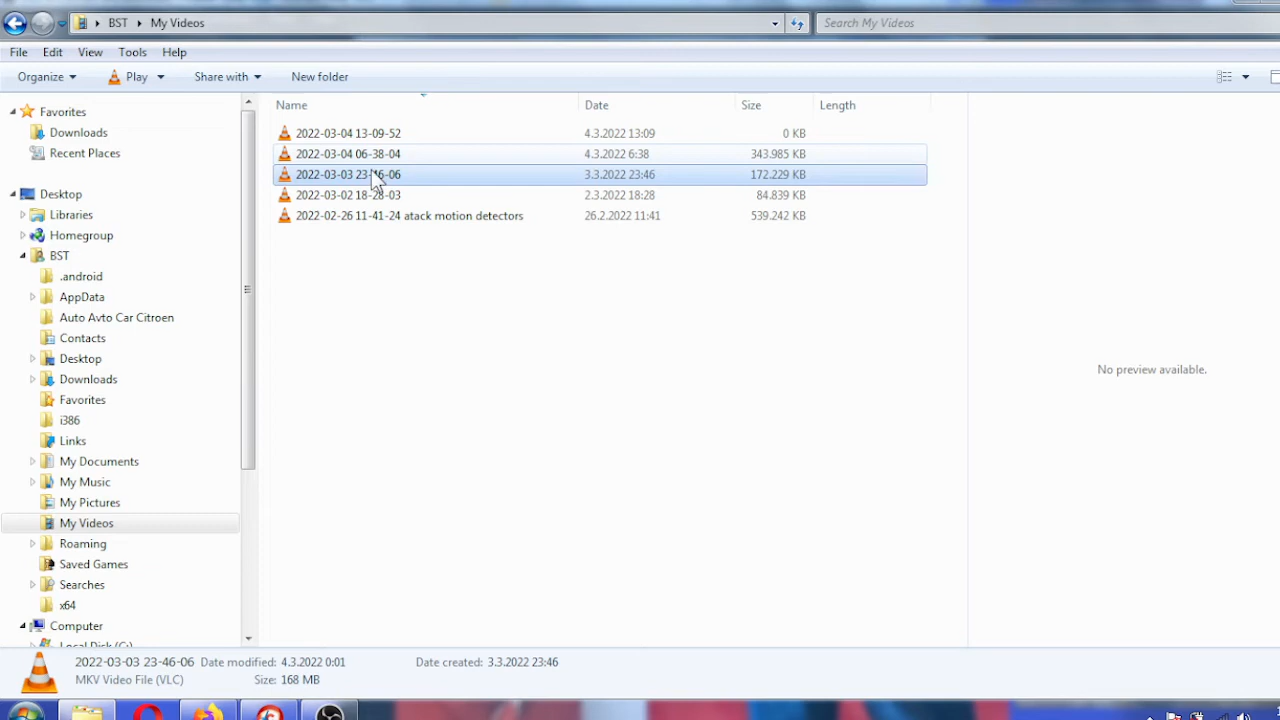 BST My Videos
Search My Videos
File Edit View Tools Help
Organize Play Share with New folder
Name Date Size Length
2022-03-04 13-09-52 4.3.2022 13:09 0 KB
2022-03-04 06-38-04 4.3.2022 6:38 343.985 KB
2022-03-03 23-46-06 3.3.2022 23:46 172.229 KB
2022-03-02 18-28-03 2.3.2022 18:28 84.839 KB
2022-02-26 11-41-24 atack motion detectors 26.2.2022 11:41 539.242 KB
Favorites
Downloads
Recent Places
Desktop
Libraries
Homegroup
BST
.android
AppData
Auto Avto Car Citroen
Contacts
Desktop
Downloads
Favorites
i386
Links
My Documents
My Music
My Pictures
My Videos
Roaming
Saved Games
Searches
x64
Computer
Local Disk (C:)
No preview available.
2022-03-03 23-46-06 Date modified: 4.3.2022 0:01 Date created: 3.3.2022 23:46
MKV Video File (VLC) Size: 168 MB